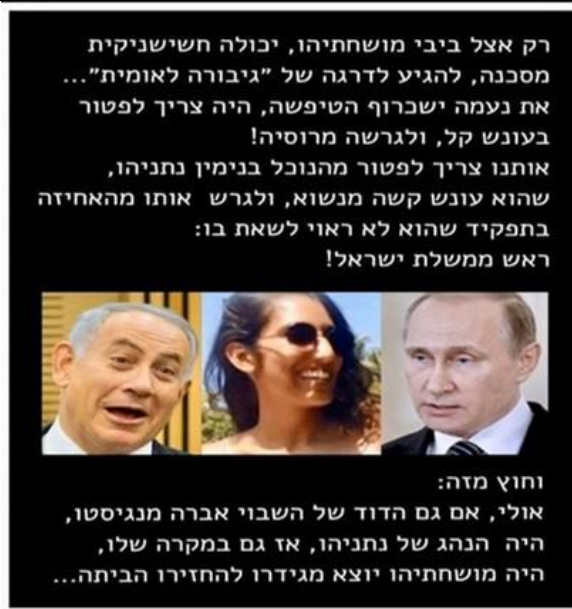 רק אצל ביבי מושחתיהו, יכולה חשישניקית
מסכנה, להגיע לדרגה של "גיבורה לאומית"...
את נעמה ישכרוף הטיפשה, היה צריך לפטור
בעונש קל, ולגרשה מרוסיה!
אותנו צריך לפטור מהנוכל בנימין נתניהו,
שהוא עונש קשה מנשוא, ולגרש אותו מהאחיזה
בתפקיד שהוא לא ראוי לשאת בו:
ראש ממשלת ישראל!
וחוץ מזה:
אולי, אם גם הדוד של השבוי אברה מנגיסטו,
היה הנהג של נתניהו, אז גם במקרה שלו,
היה מושחתיהו יוצא מגידרו להחזירו הביתה...